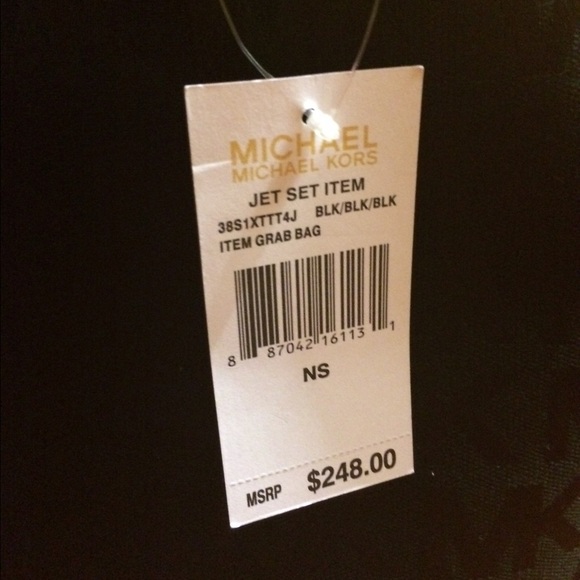 MICHAEL
MICHAEL KORS
JET SET ITEM
38S1XTTT4J BLK/BLK/BLK
ITEM GRAB BAG
8 87042 16113 1
NS
MSRP $248.00
MK